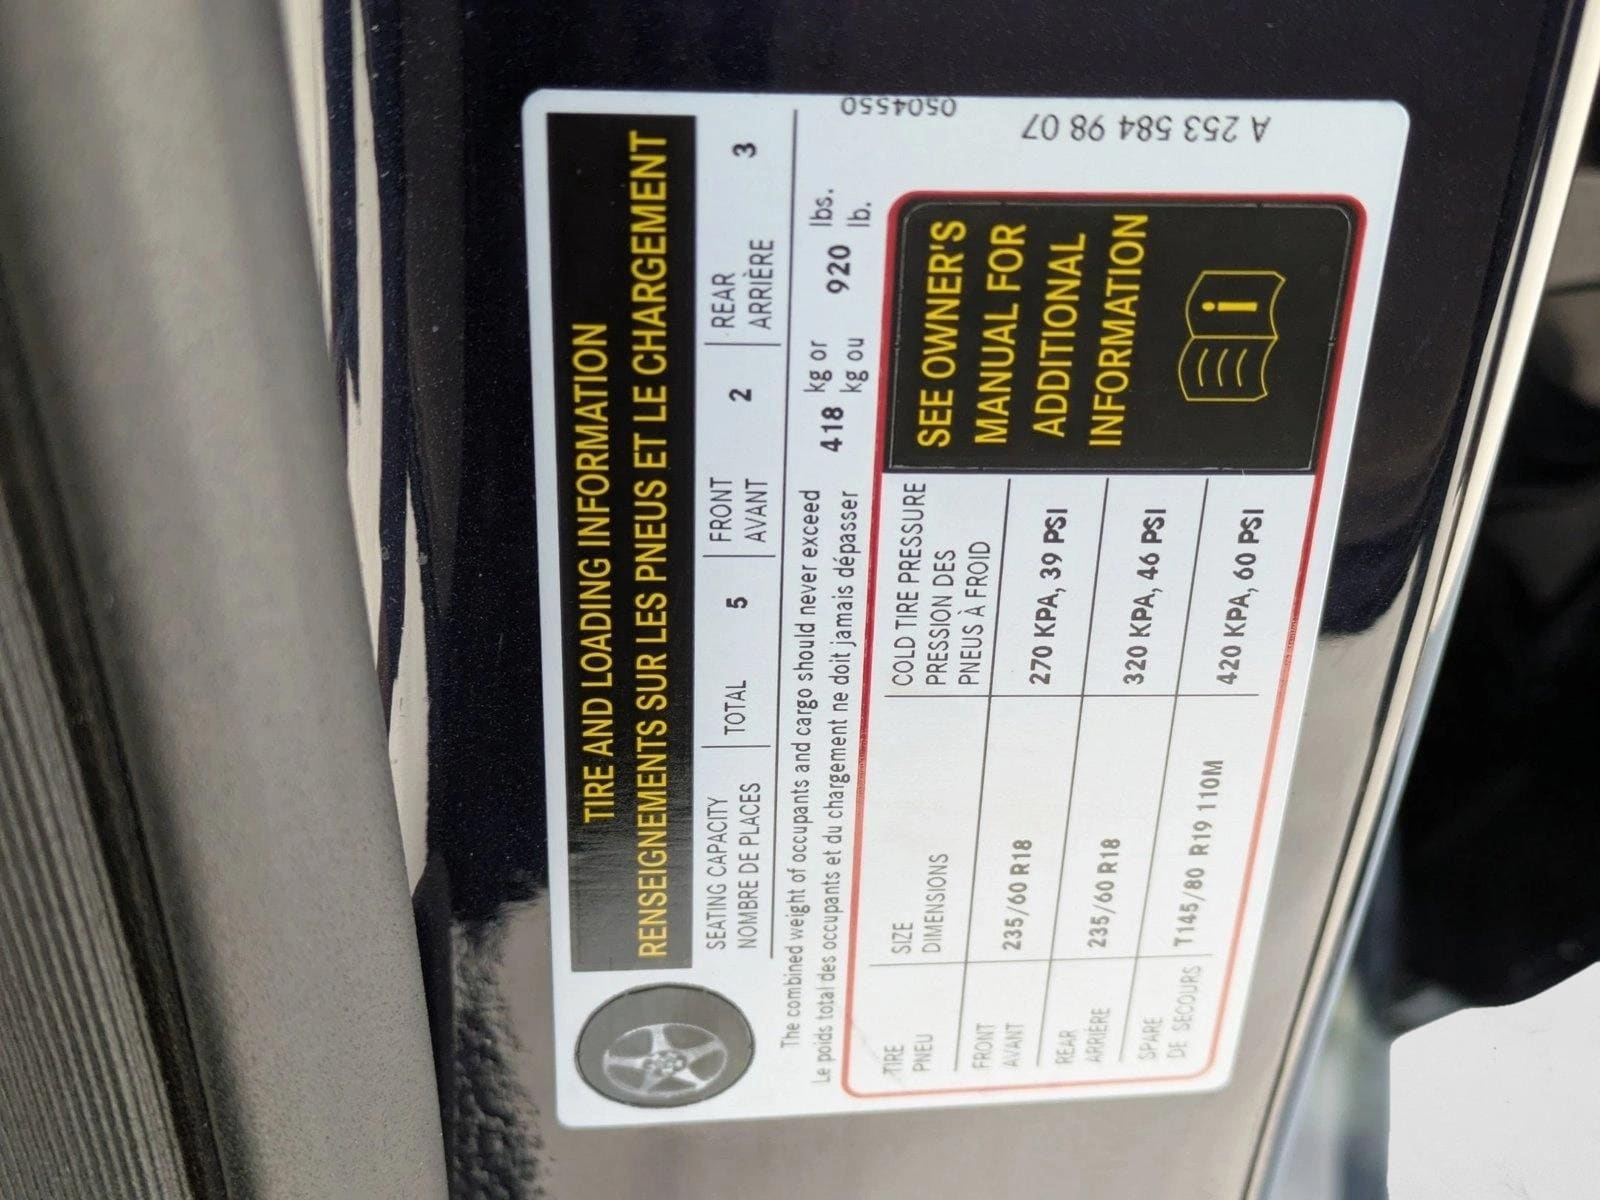 TIRE AND LOADING INFORMATION
RENSEIGNEMENTS SUR LES PNEUS ET LE CHARGEMENT
SEATING CAPACITY TOTAL 5 FRONT 2 REAR 3
NOMBRE DE PLACES AVANT ARRIÈRE
The combined weight of occupants and cargo should never exceed 418 kg or 920 lbs.
Le poids total des occupants et du chargement ne doit jamais dépasser kg ou lb.
TIRE SIZE COLD TIRE PRESSURE
PNEU DIMENSIONS PRESSION DES
PNEUS À FROID
FRONT 235/60 R18 270 KPA, 39 PSI
AVANT
REAR 235/60 R18 320 KPA, 46 PSI
ARRIÈRE
SPARE T145/80 R19 110M 420 KPA, 60 PSI
DE SECOURS
SEE OWNER'S
MANUAL FOR
ADDITIONAL
INFORMATION
i
0504550
A 253 584 98 07